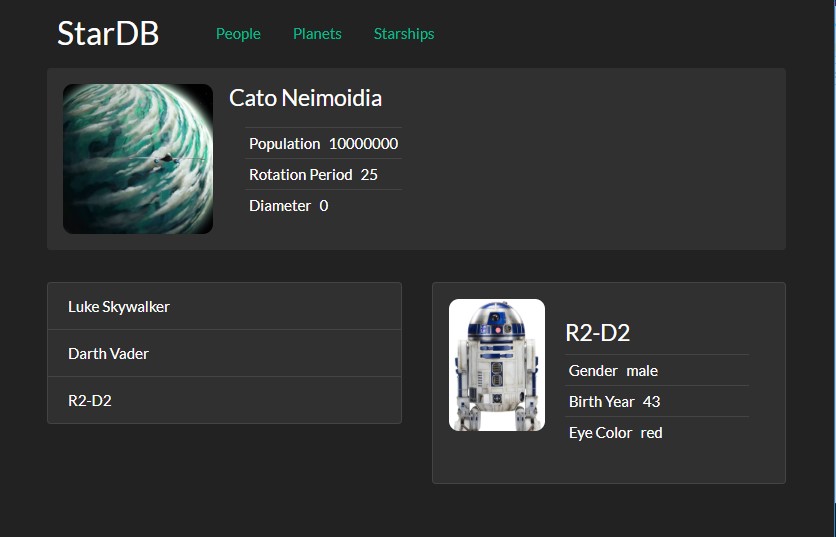 StarDB People Planets Starships
Cato Neimoidia
Population 10000000
Rotation Period 25
Diameter 0
Luke Skywalker
Darth Vader
R2-D2
R2-D2
Gender male
Birth Year 43
Eye Color red